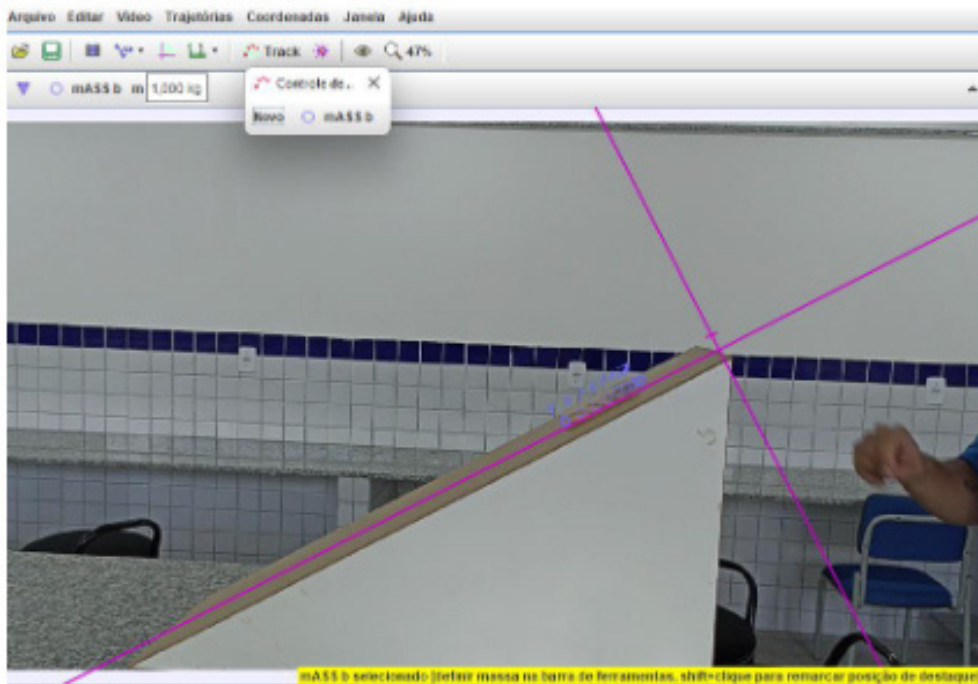 Arquivo Editar Vídeo Trajetórias Coordenadas Janela Ajuda
Track 47%
mASS b m 1,000 kg
Controle de...
Novo mASS b
mASS b selecionado (definir massa na barra de ferramentas, shift-clique para remarcar posição de destaque